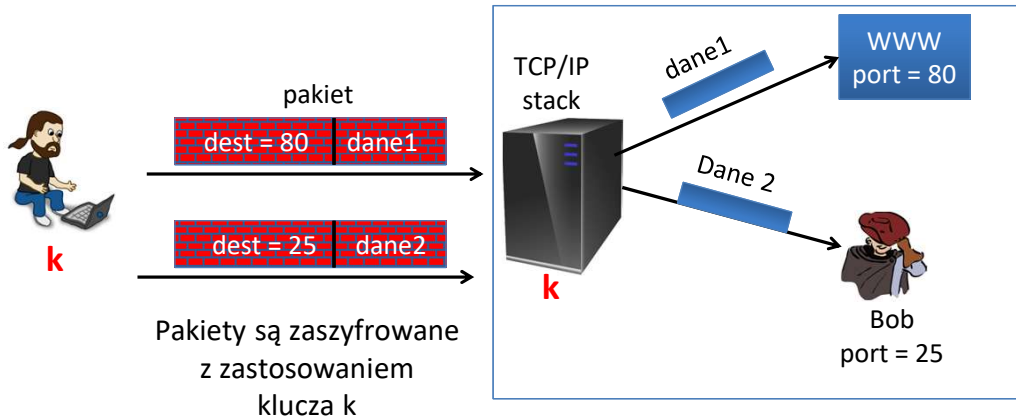 pakiet
dest = 80 dane1
k
dest = 25 dane2
Pakiety są zaszyfrowane
z zastosowaniem
klucza k
TCP/IP
stack
k
dane1
WWW
port = 80
Dane 2
Bob
port = 25